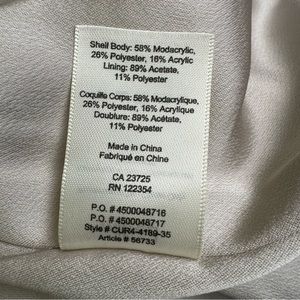 Shell Body: 58% Modacrylic,
26% Polyester, 16% Acrylic
Lining: 89% Acetate,
11% Polyester
Coquille Corps: 58% Modacrylique,
26% Polyester, 16% Acrylique
Doublure: 89% Acétate,
11% Polyester
Made in China
Fabriqué en Chine
CA 23725
RN 122354
P.O. # 4500048716
P.O. # 4500048717
Style # CUR4-4189-35
Article # 56733